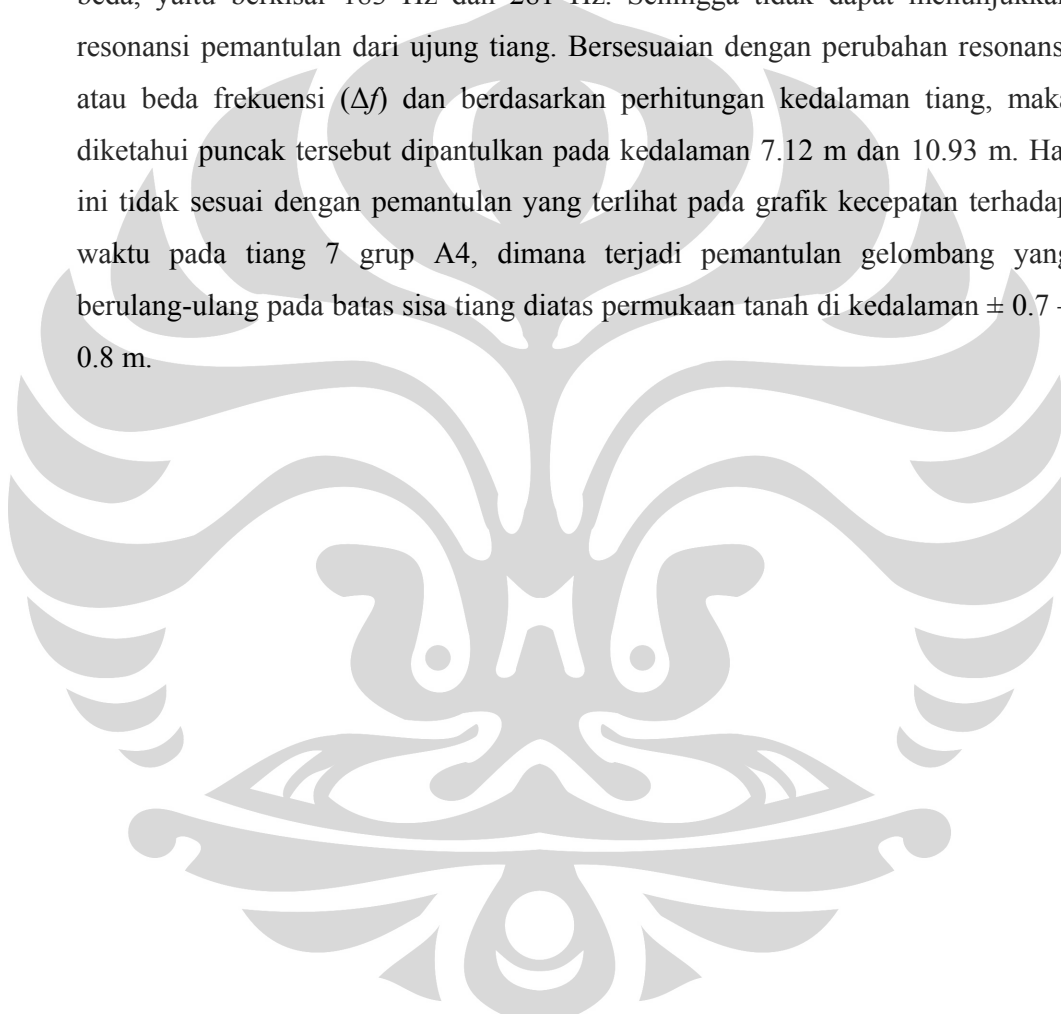 beda, yaitu berkisar 183 Hz dan 281 Hz. Sehingga tidak dapat menunjukkan
resonansi pemantulan dari ujung tiang. Bersesuaian dengan perubahan resonans
atau beda frekuensi (Δf) dan berdasarkan perhitungan kedalaman tiang, maka
diketahui puncak tersebut dipantulkan pada kedalaman 7.12 m dan 10.93 m. Ha
ini tidak sesuai dengan pemantulan yang terlihat pada grafik kecepatan terhadap
waktu pada tiang 7 grup A4, dimana terjadi pemantulan gelombang yang
berulang-ulang pada batas sisa tiang diatas permukaan tanah di kedalaman ± 0.7 -
0.8 m.